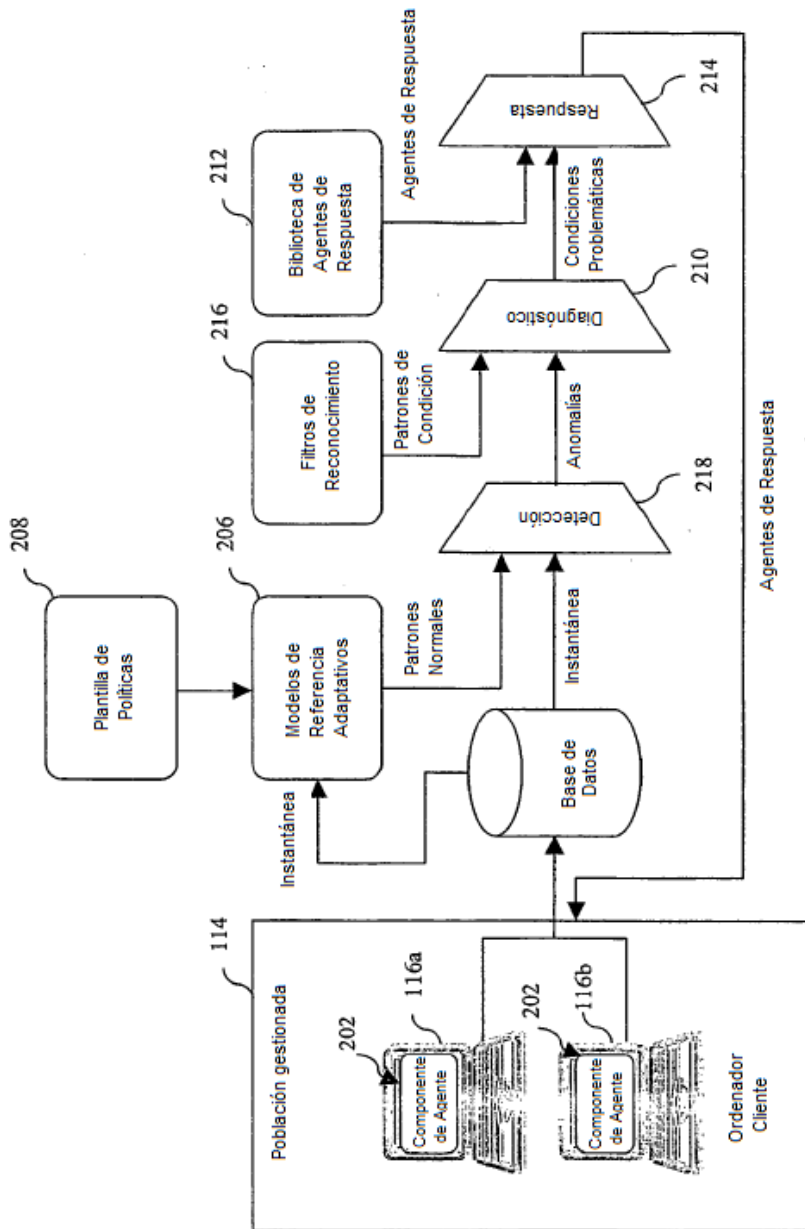 208
Plantilla de
Políticas
206
Modelos de
Referencia
Adaptativos
216
Filtros de
Reconocimiento
212
Biblioteca de
Agentes de
Respuesta
Instantánea
Patrones
Normales
Patrones de
Condición
Agentes de Respuesta
114
Población gestionada
202
116a
Componente
de Agente
202
116b
Componente
de Agente
Ordenador
Cliente
Base de
Datos
Instantánea
Detección
218
Anomalías
Diagnóstico
210
Condiciones
Problemáticas
Respuesta
214
Agentes de Respuesta